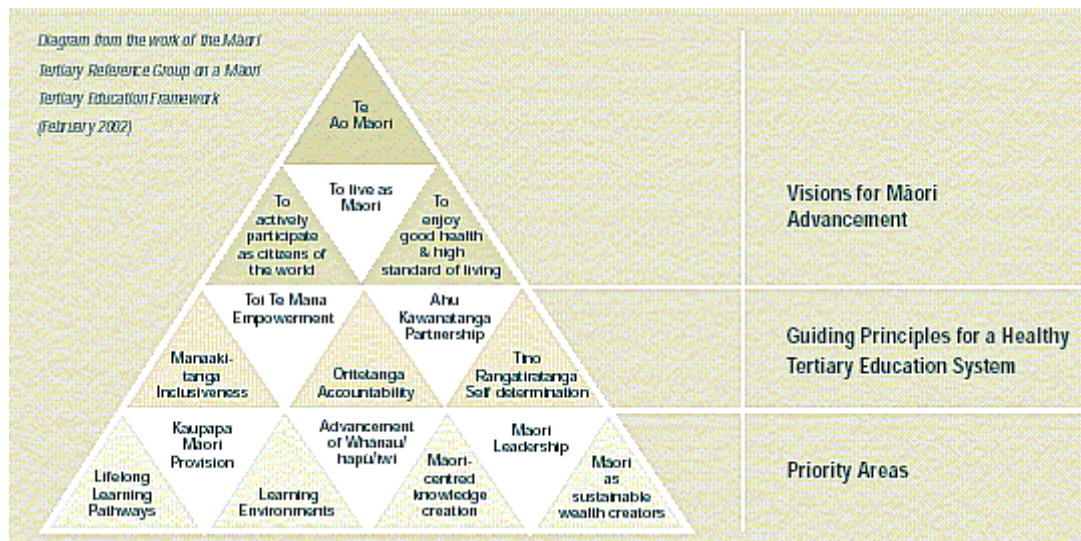 Diagram from the work of the Māori
Tertiary Reference Group on a Māori
Tertiary Education Framework
(February 2002)
Te
Ao Māori
To live as
Māori
To
actively
participate
as citizens of
the world
To
enjoy
good health
& high
standard of living
Visions for Māori
Advancement
Toi Te Mana
Empowerment
Ahu
Kawanatanga
Partnership
Manaaki-
tanga
Inclusiveness
Oritetanga
Accountability
Tino
Rangatiratanga
Self determination
Guiding Principles for a Healthy
Tertiary Education System
Kaupapa
Māori
Provision
Advancement
of Whānau/
hapū/iwi
Māori
Leadership
Lifelong
Learning
Pathways
Learning
Environments
Māori-
centred
knowledge
creation
Māori
as
sustainable
wealth creators
Priority Areas